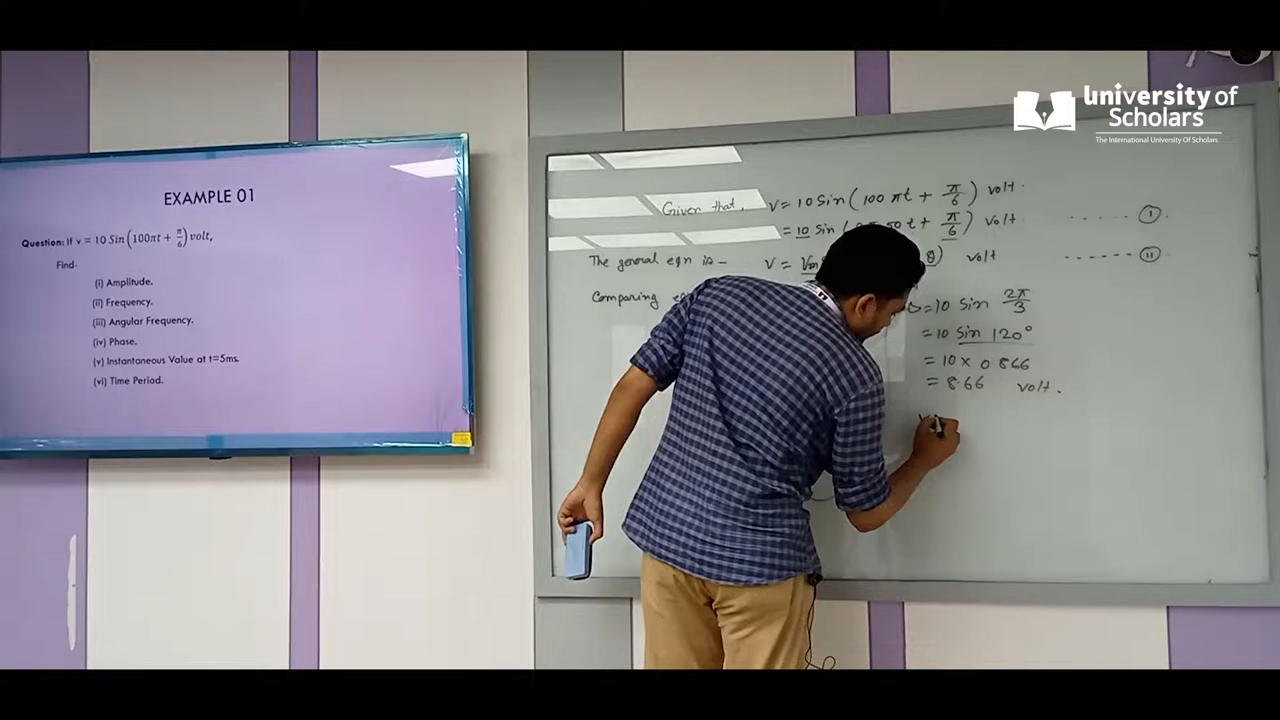 University of
Scholars
The International University Of Scholars
EXAMPLE 01
Question: If v = 10 Sin(100πt + π/6) volt,
Find-
(i) Amplitude.
(ii) Frequency.
(iii) Angular Frequency.
(iv) Phase.
(v) Instantaneous Value at t=5ms.
(vi) Time Period.
Given that, V = 10 Sin(100 πt + π/6) volt.
= 10 Sin ( t + π/6) volt ...... I
The general eqn is - V = Vm θ) volt ...... II
Comparing
= 10 Sin 2π/3
= 10 Sin 120°
= 10 × 0.866
= 8.66 volt.